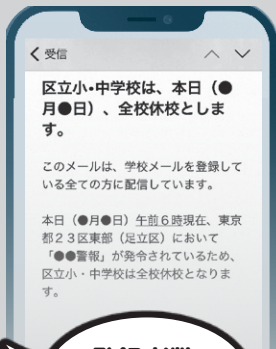 受信
区立小・中学校は、本日（●
月●日）、全校休校としま
す。
このメールは、学校メールを登録して
いる全ての方に配信しています。
本日（●月●日）午前６時現在、東京
都２３区東部（足立区）において
「●●警報」が発令されているため、
区立小・中学校は全校休校となりま
す。